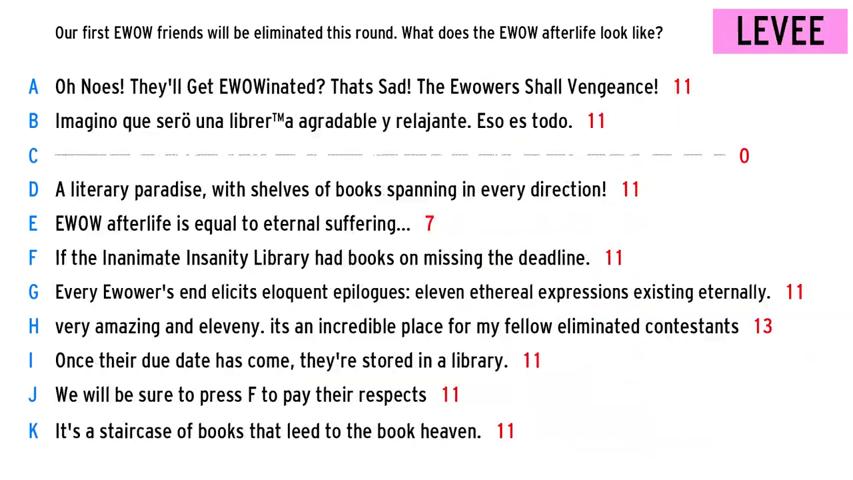 Our first EWOW friends will be eliminated this round. What does the EWOW afterlife look like?
LEVEE
A Oh Noes! They'll Get EWOWinated? Thats Sad! The Ewowers Shall Vengeance! 11
B Imagino que serö una librer™a agradable y relajante. Eso es todo. 11
C 0
D A literary paradise, with shelves of books spanning in every direction! 11
E EWOW afterlife is equal to eternal suffering... 7
F If the Inanimate Insanity Library had books on missing the deadline. 11
G Every Ewower's end elicits eloquent epilogues: eleven ethereal expressions existing eternally. 11
H very amazing and eleveny. its an incredible place for my fellow eliminated contestants 13
I Once their due date has come, they're stored in a library. 11
J We will be sure to press F to pay their respects 11
K It's a staircase of books that leed to the book heaven. 11